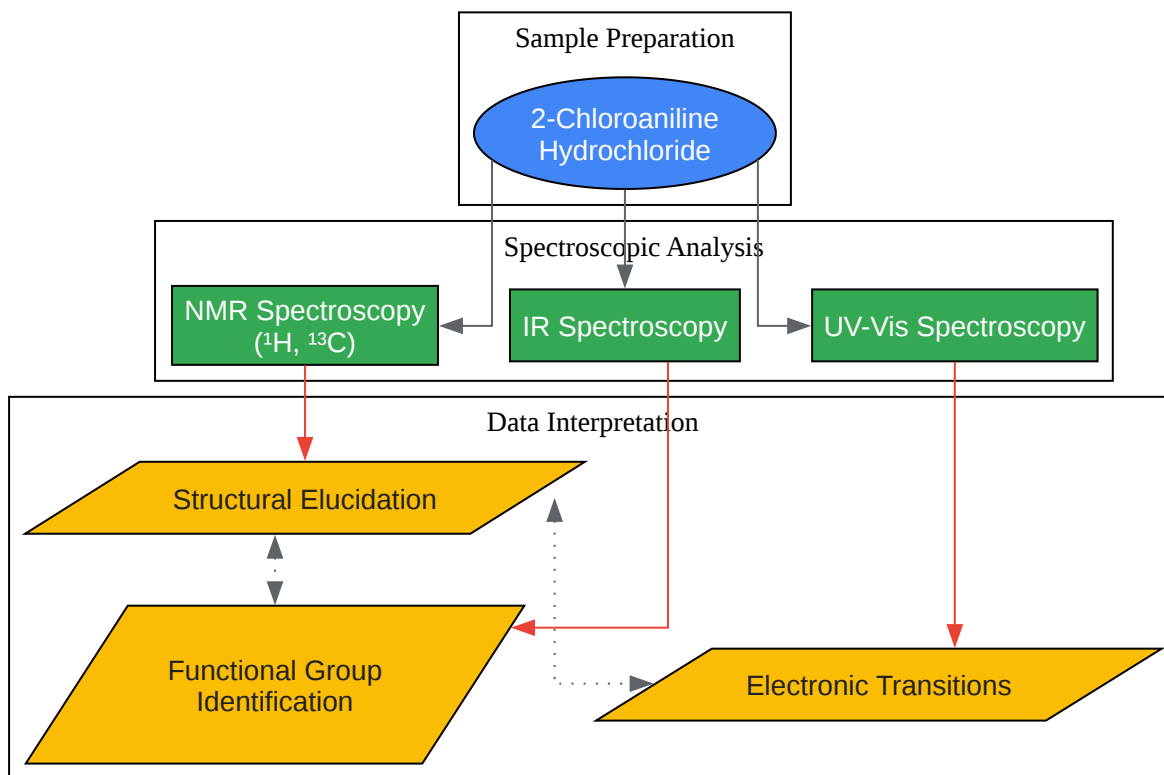 Sample Preparation
2-Chloroaniline
Hydrochloride
Spectroscopic Analysis
NMR Spectroscopy
(¹H, ¹³C)
IR Spectroscopy
UV-Vis Spectroscopy
Data Interpretation
Structural Elucidation
Functional Group
Identification
Electronic Transitions